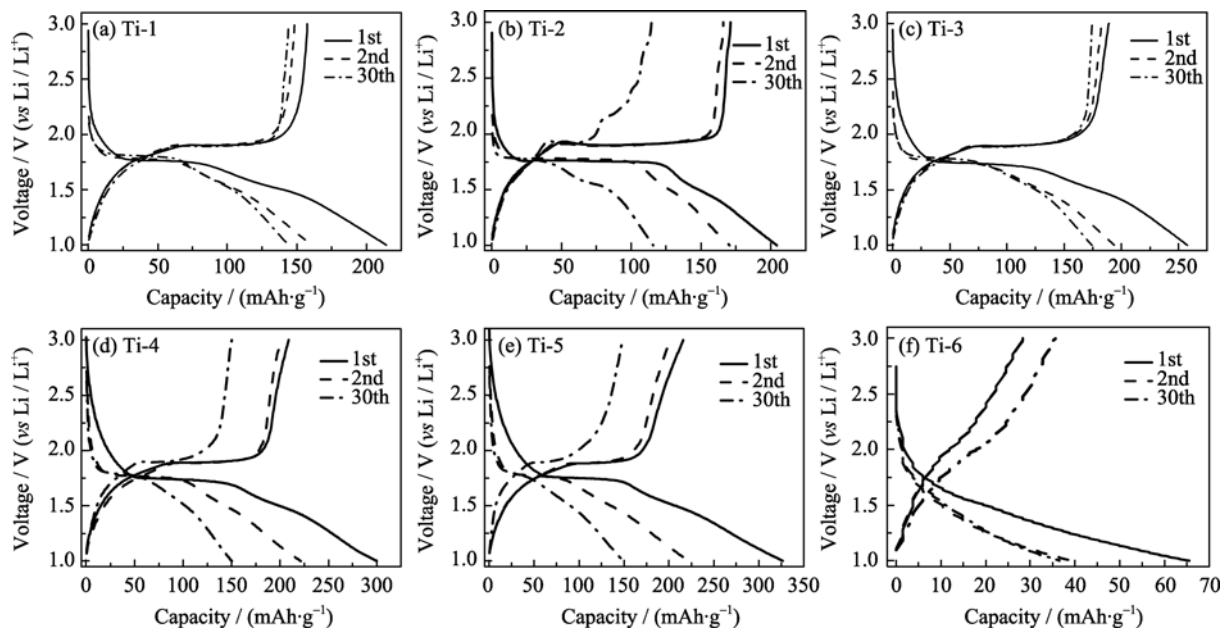 (a) Ti-1
1st
2nd
30th
3.0
2.5
2.0
1.5
1.0
Voltage / V (vs Li / Li⁺)
0 50 100 150 200
Capacity / (mAh·g⁻¹)
(b) Ti-2
1st
2nd
30th
3.0
2.5
2.0
1.5
1.0
Voltage / V (vs Li / Li⁺)
0 50 100 150 200
Capacity / (mAh·g⁻¹)
(c) Ti-3
1st
2nd
30th
3.0
2.5
2.0
1.5
1.0
Voltage / V (vs Li / Li⁺)
0 50 100 150 200 250
Capacity / (mAh·g⁻¹)
(d) Ti-4
1st
2nd
30th
3.0
2.5
2.0
1.5
1.0
Voltage / V (vs Li / Li⁺)
0 50 100 150 200 250 300
Capacity / (mAh·g⁻¹)
(e) Ti-5
1st
2nd
30th
3.0
2.5
2.0
1.5
1.0
Voltage / V (vs Li / Li⁺)
0 50 100 150 200 250 300 350
Capacity / (mAh·g⁻¹)
(f) Ti-6
1st
2nd
30th
3.0
2.5
2.0
1.5
1.0
Voltage / V (vs Li / Li⁺)
0 10 20 30 40 50 60 70
Capacity / (mAh·g⁻¹)